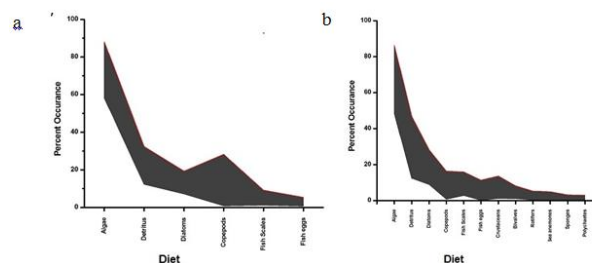 a
b
100
80
60
40
20
0
Percent Occurance
Algae
Detritus
Diatoms
Copepods
Fish Scales
Fish eggs
Diet
100
80
60
40
20
0
Percent Occurance
Algae
Detritus
Diatoms
Copepods
Fish Scales
Fish eggs
Crustaceans
Bivalves
Rotifers
Sea anemones
Sponges
Polychaetes
Diet